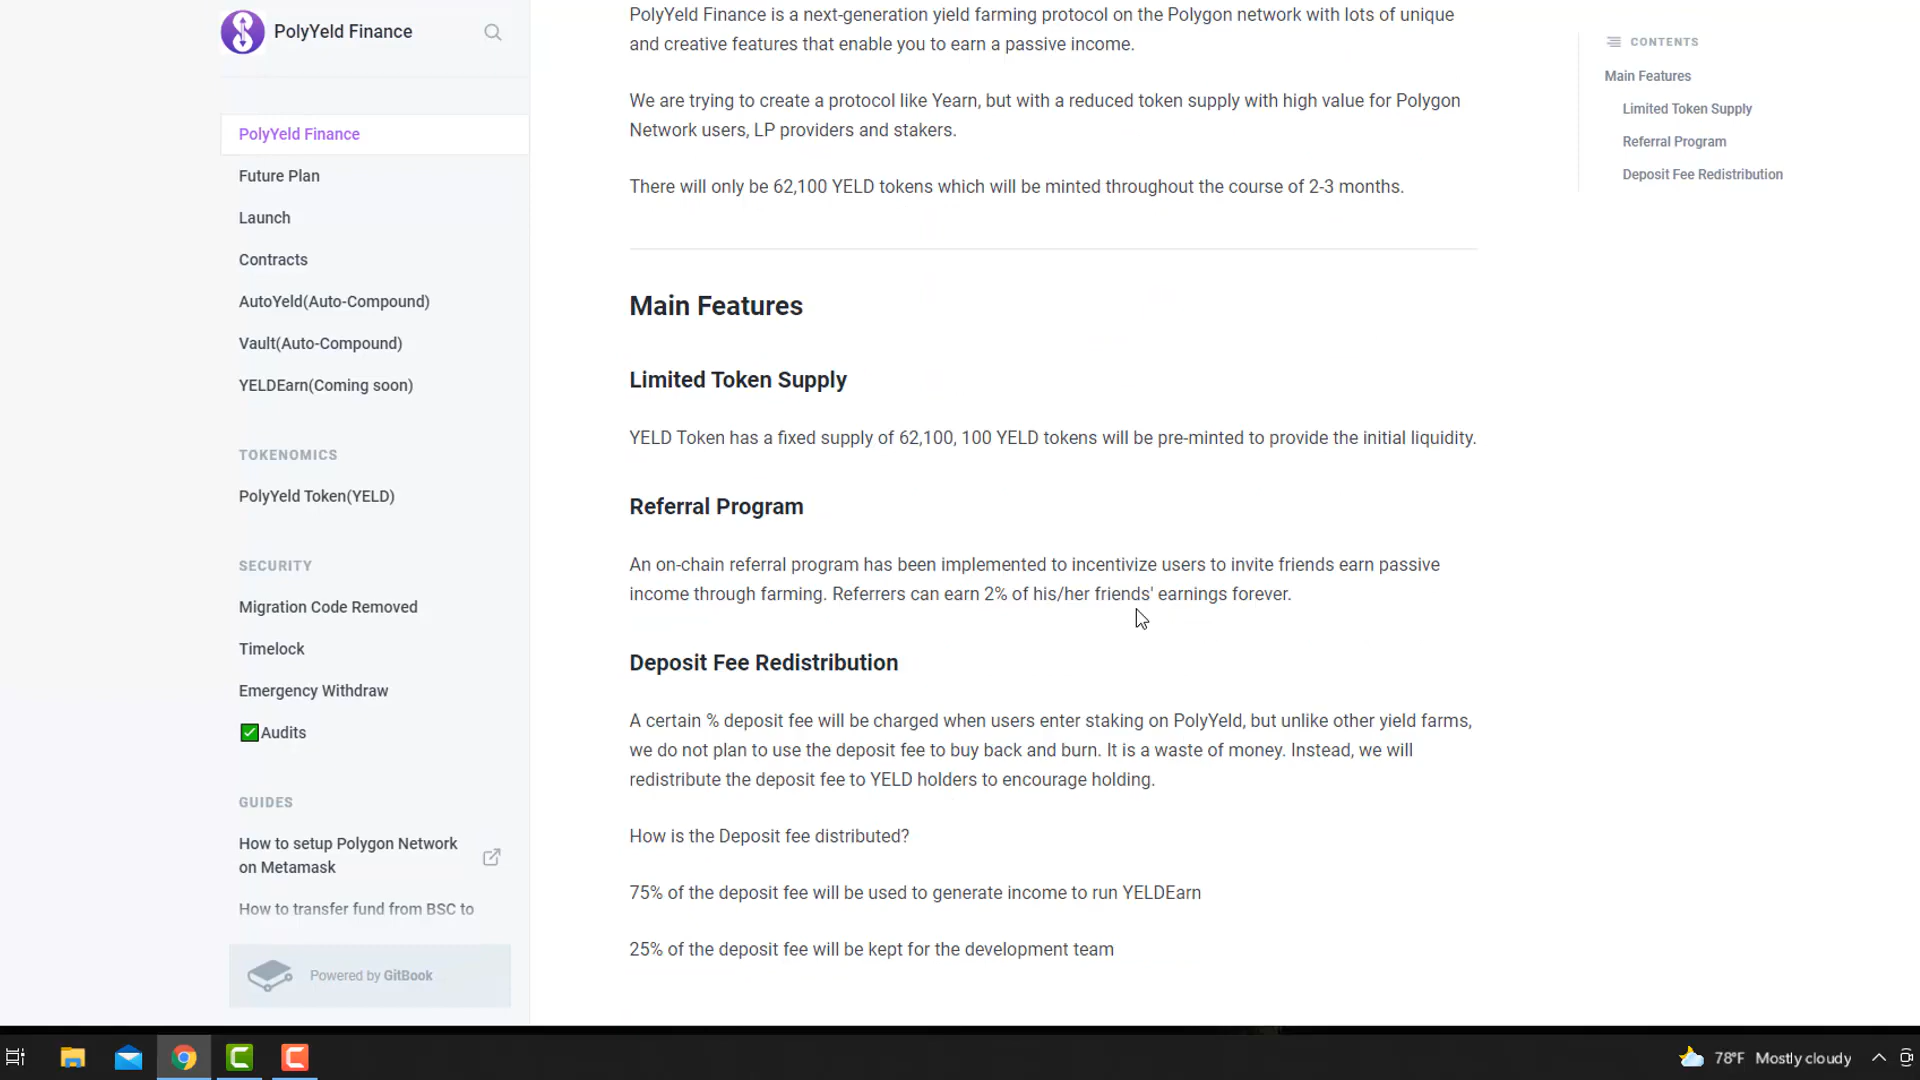 PolyYeld Finance
PolyYeld Finance
Future Plan
Launch
Contracts
AutoYeld(Auto-Compound)
Vault(Auto-Compound)
YELDEarn(Coming soon)
TOKENOMICS
PolyYeld Token(YELD)
SECURITY
Migration Code Removed
Timelock
Emergency Withdraw
✅Audits
GUIDES
How to setup Polygon Network
on Metamask
How to transfer fund from BSC to
Powered by GitBook
PolyYeld Finance is a next-generation yield farming protocol on the Polygon network with lots of unique
and creative features that enable you to earn a passive income.
We are trying to create a protocol like Yearn, but with a reduced token supply with high value for Polygon
Network users, LP providers and stakers.
There will only be 62,100 YELD tokens which will be minted throughout the course of 2-3 months.
Main Features
Limited Token Supply
YELD Token has a fixed supply of 62,100, 100 YELD tokens will be pre-minted to provide the initial liquidity.
Referral Program
An on-chain referral program has been implemented to incentivize users to invite friends earn passive
income through farming. Referrers can earn 2% of his/her friends' earnings forever.
Deposit Fee Redistribution
A certain % deposit fee will be charged when users enter staking on PolyYeld, but unlike other yield farms,
we do not plan to use the deposit fee to buy back and burn. It is a waste of money. Instead, we will
redistribute the deposit fee to YELD holders to encourage holding.
How is the Deposit fee distributed?
75% of the deposit fee will be used to generate income to run YELDEarn
25% of the deposit fee will be kept for the development team
CONTENTS
Main Features
Limited Token Supply
Referral Program
Deposit Fee Redistribution
78°F Mostly cloudy